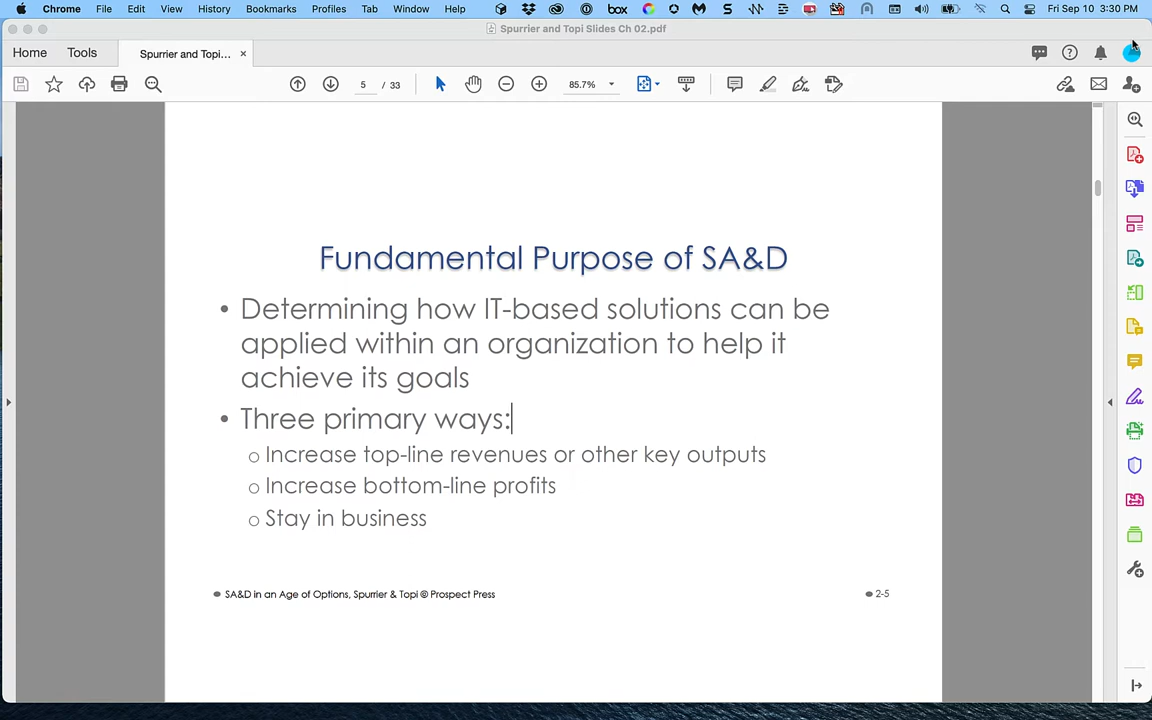 Chrome File Edit View History Bookmarks Profiles Tab Window Help box S Fri Sep 10 3:30 PM
Spurrier and Topi Slides Ch 02.pdf
Home Tools Spurrier and Topi... ×
5 / 33 85.7%
Fundamental Purpose of SA&D
• Determining how IT-based solutions can be
applied within an organization to help it
achieve its goals
• Three primary ways:
o Increase top-line revenues or other key outputs
o Increase bottom-line profits
o Stay in business
SA&D in an Age of Options, Spurrier & Topi © Prospect Press 2-5